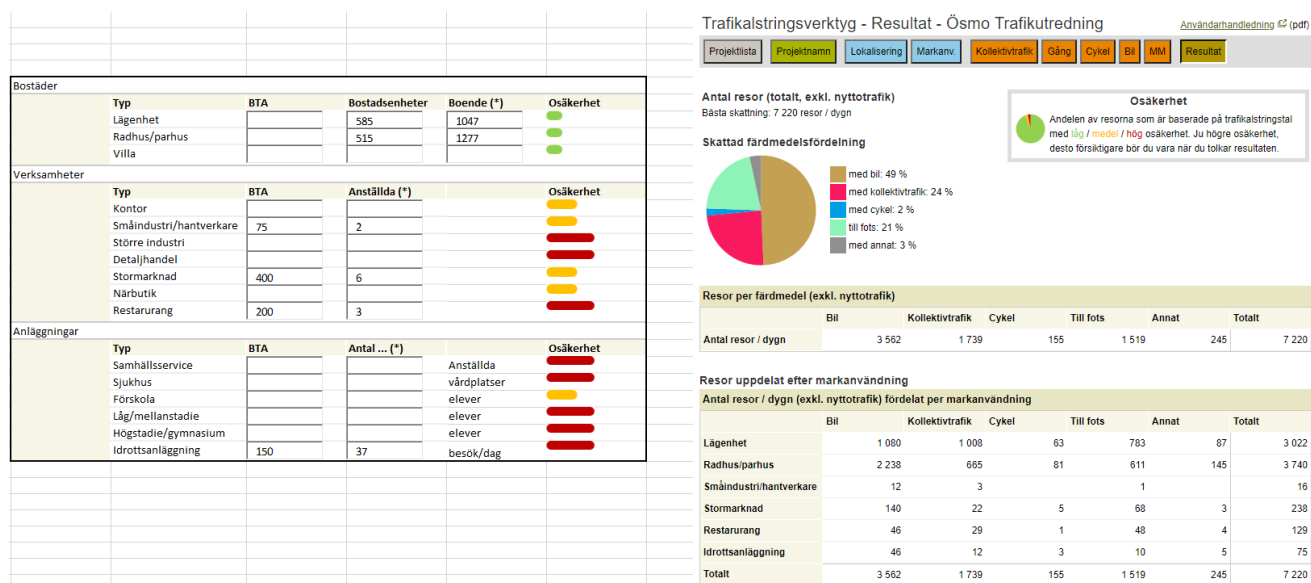 Bostäder
Typ BTA Bostadsenheter Boende (*) Osäkerhet
Lägenhet 585 1047
Radhus/parhus 515 1277
Villa
Verksamheter
Typ BTA Anställda (*) Osäkerhet
Kontor
Småindustri/hantverkare 75 2
Större industri
Detaljhandel
Stormarknad 400 6
Närbutik
Restarurang 200 3
Anläggningar
Typ BTA Antal ... (*) Osäkerhet
Samhällsservice Anställda
Sjukhus vårdplatser
Förskola elever
Låg/mellanstadie elever
Högstadie/gymnasium elever
Idrottsanläggning 150 37 besök/dag
Trafikalstringsverktyg - Resultat - Ösmo Trafikutredning Användarhandledning (pdf)
Projektlista Projektnamn Lokalisering Markanv. Kollektivtrafik Gång Cykel Bil MM Resultat
Antal resor (totalt, exkl. nyttotrafik)
Bästa skattning: 7 220 resor / dygn
Osäkerhet
Andelen av resorna som är baserade på trafikalstringstal
med låg / medel / hög osäkerhet. Ju högre osäkerhet,
desto försiktigare bör du vara när du tolkar resultaten.
Skattad färdmedelsfördelning
med bil: 49 %
med kollektivtrafik: 24 %
med cykel: 2 %
till fots: 21 %
med annat: 3 %
Resor per färdmedel (exkl. nyttotrafik)
Bil Kollektivtrafik Cykel Till fots Annat Totalt
Antal resor / dygn 3 562 1 739 155 1 519 245 7 220
Resor uppdelat efter markanvändning
Antal resor / dygn (exkl. nyttotrafik) fördelat per markanvändning
Bil Kollektivtrafik Cykel Till fots Annat Totalt
Lägenhet 1 080 1 008 63 783 87 3 022
Radhus/parhus 2 238 665 81 611 145 3 740
Småindustri/hantverkare 12 3 1 16
Stormarknad 140 22 5 68 3 238
Restarurang 46 29 1 48 4 129
Idrottsanläggning 46 12 3 10 5 75
Totalt 3 562 1 739 155 1 519 245 7 220